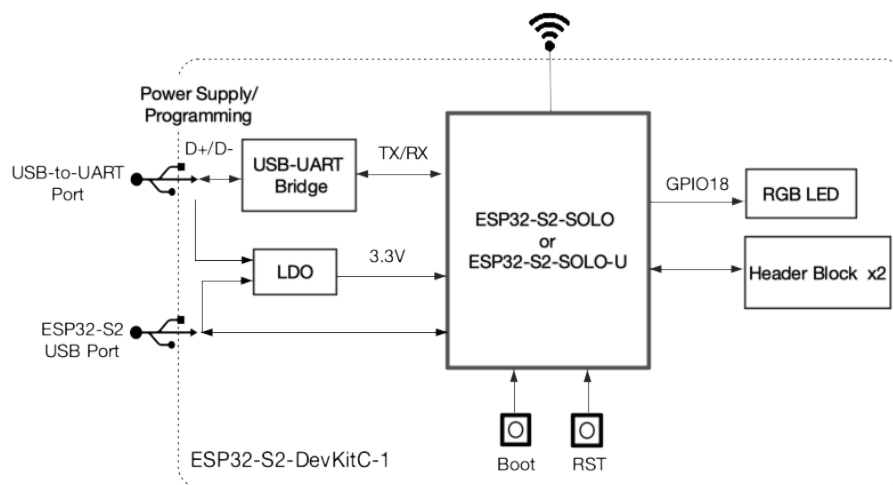 Power Supply/
Programming
USB-to-UART
Port
D+/D-
USB-UART
Bridge
TX/RX
ESP32-S2-SOLO
or
ESP32-S2-SOLO-U
GPIO18
RGB LED
LDO
3.3V
Header Block x2
ESP32-S2
USB Port
ESP32-S2-DevKitC-1
Boot
RST